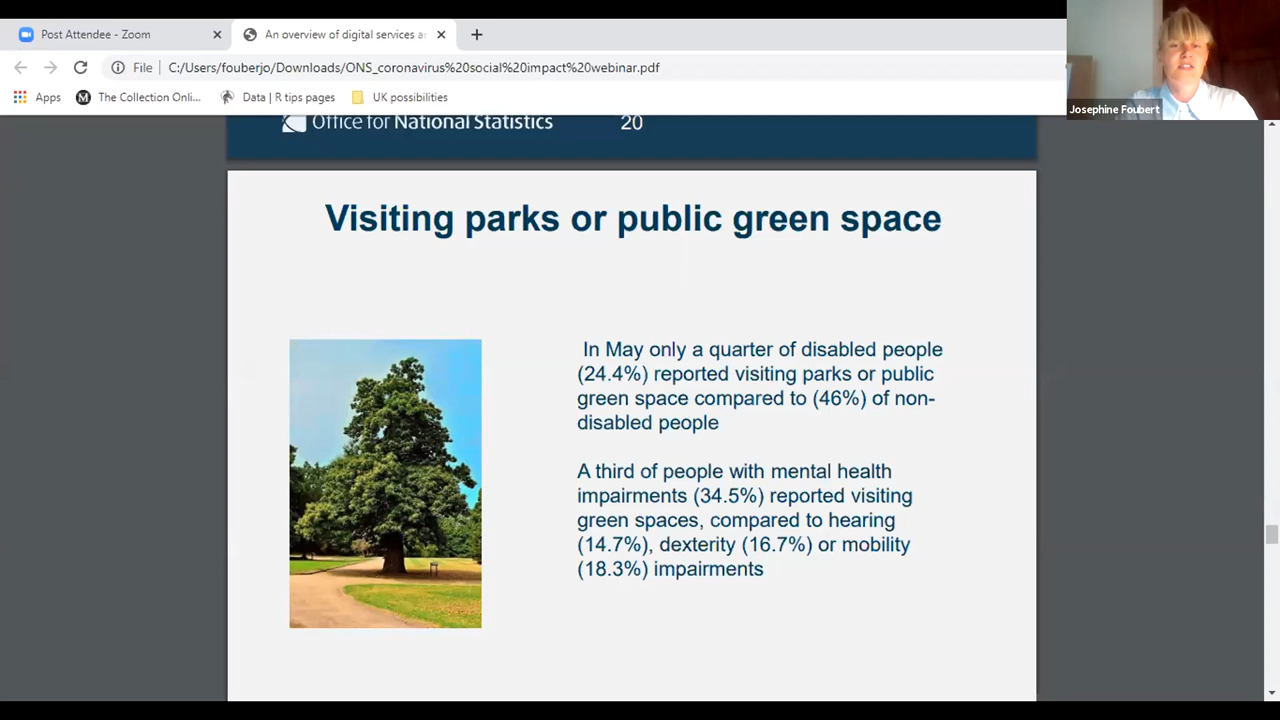 Post Attendee - Zoom
An overview of digital services a
File
C:/Users/fouberjo/Downloads/ONS_coronavirus%20social%20impact%20webinar.pdf
Apps
The Collection Onli...
Data | R tips pages
UK possibilities
Josephine Foubert
Office for National Statistics
20
Visiting parks or public green space
In May only a quarter of disabled people
(24.4%) reported visiting parks or public
green space compared to (46%) of non-
disabled people
A third of people with mental health
impairments (34.5%) reported visiting
green spaces, compared to hearing
(14.7%), dexterity (16.7%) or mobility
(18.3%) impairments